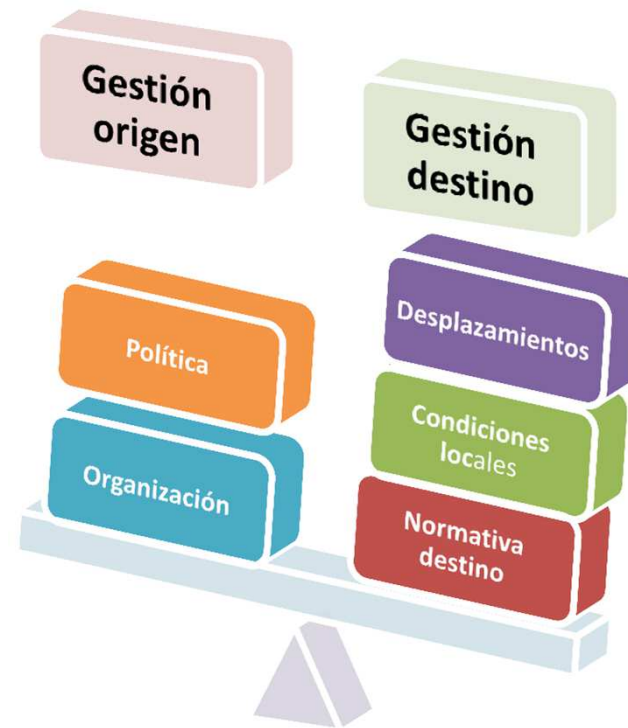 Gestión
origen
Gestión
destino
Política
Organización
Desplazamientos
Condiciones
locales
Normativa
destino